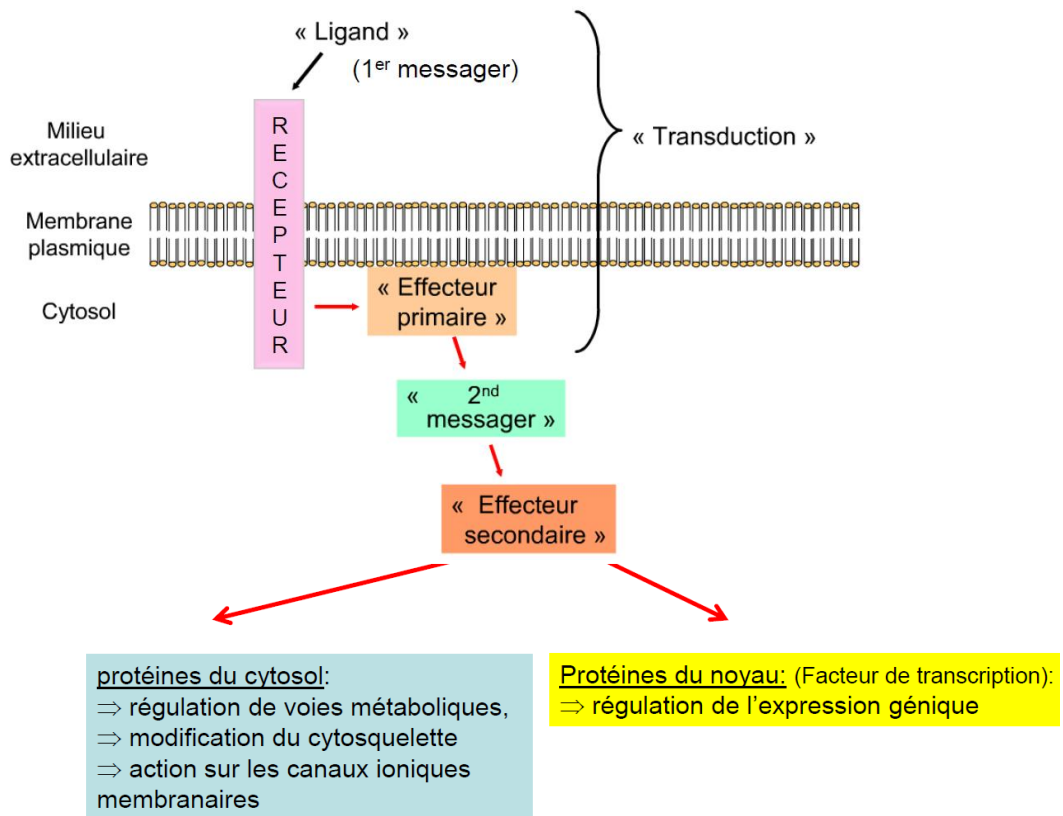 « Ligand »
(1er messager)
Milieu
extracellulaire
« Transduction »
Membrane
plasmique
Cytosol
RECEPTEUR
« Effecteur
primaire »
« 2nd
messager »
« Effecteur
secondaire »
protéines du cytosol:
⇒ régulation de voies métaboliques,
⇒ modification du cytosquelette
⇒ action sur les canaux ioniques
membranaires
Protéines du noyau: (Facteur de transcription):
⇒ régulation de l'expression génique